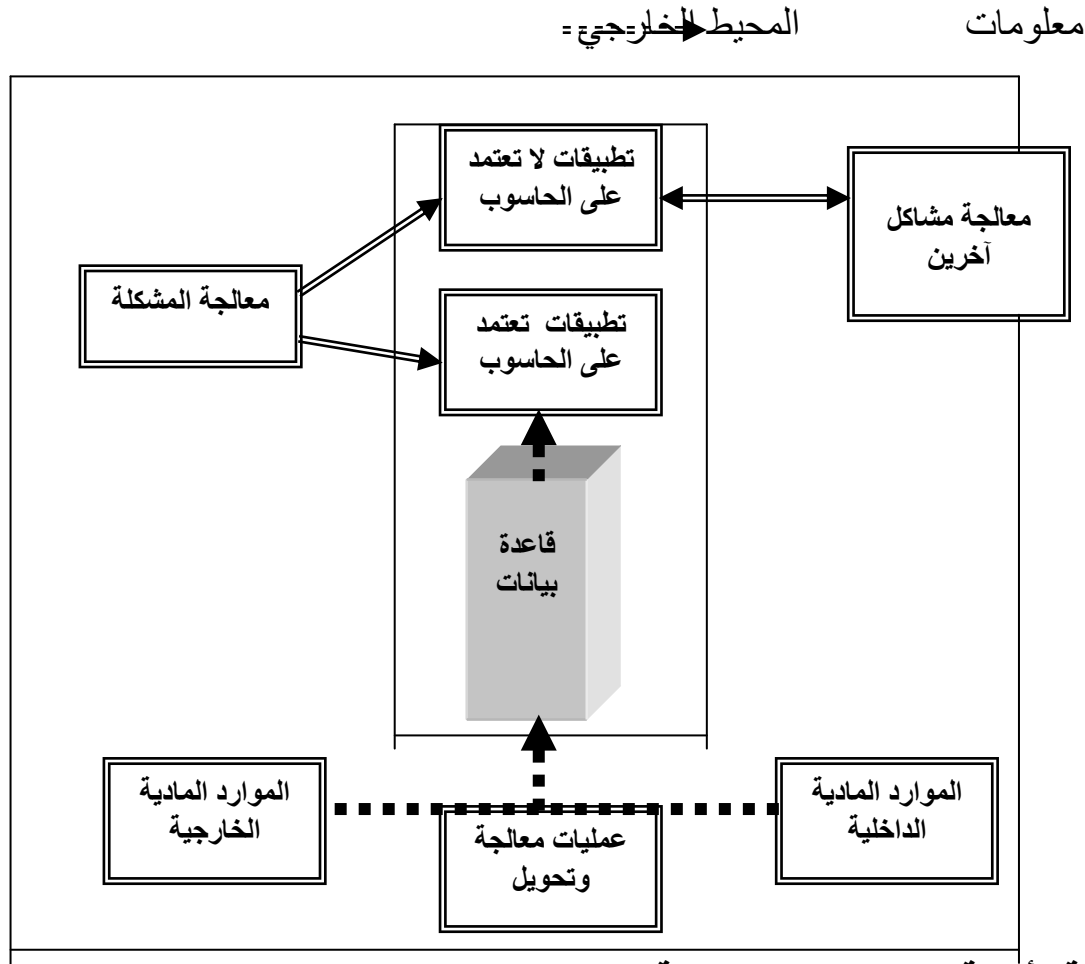 معلومات المحيط الخارجي
تطبيقات لا تعتمد
على الحاسوب
معالجة مشاكل
آخرين
معالجة المشكلة
تطبيقات تعتمد
على الحاسوب
قاعدة
بيانات
الموارد المادية
الداخلية
الموارد المادية
الخارجية
عمليات معالجة
وتحويل